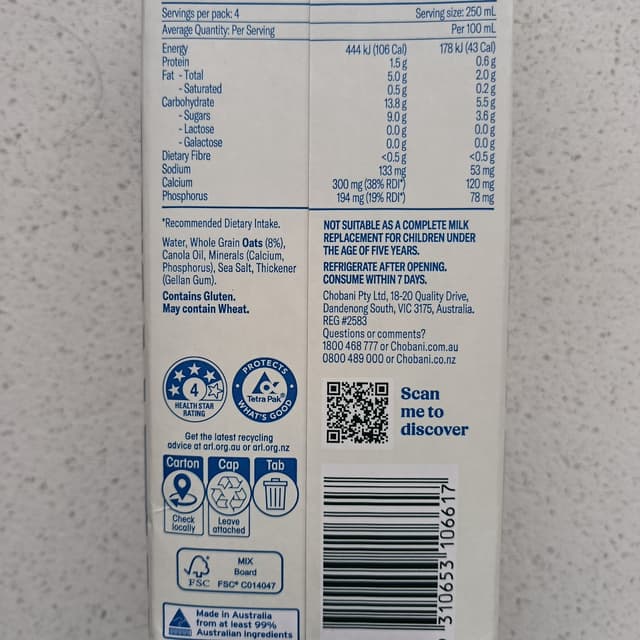 Servings per pack: 4 Serving size: 250 mL
Average Quantity: Per Serving Per 100 mL
Energy 444 kJ (106 Cal) 178 kJ (43 Cal)
Protein 1.5 g 0.6 g
Fat - Total 5.0 g 2.0 g
- Saturated 0.5 g 0.2 g
Carbohydrate 13.8 g 5.5 g
- Sugars 9.0 g 3.6 g
- Lactose 0.0 g 0.0 g
- Galactose 0.0 g 0.0 g
Dietary Fibre <0.5 g <0.5 g
Sodium 133 mg 53 mg
Calcium 300 mg (38% RDI*) 120 mg
Phosphorus 194 mg (19% RDI*) 78 mg
*Recommended Dietary Intake.
Water, Whole Grain Oats (8%),
Canola Oil, Minerals (Calcium,
Phosphorus), Sea Salt, Thickener
(Gellan Gum).
Contains Gluten.
May contain Wheat.
NOT SUITABLE AS A COMPLETE MILK
REPLACEMENT FOR CHILDREN UNDER
THE AGE OF FIVE YEARS.
REFRIGERATE AFTER OPENING.
CONSUME WITHIN 7 DAYS.
Chobani Pty Ltd, 18-20 Quality Drive,
Dandenong South, VIC 3175, Australia.
REG #2583
Questions or comments?
1800 468 777 or Chobani.com.au
0800 489 000 or Chobani.co.nz
4
HEALTH STAR
RATING
PROTECTS
Tetra Pak®
WHAT'S GOOD
Scan
me to
discover
Get the latest recycling
advice at arl.org.au or arl.org.nz
Carton Cap Tab
Check
locally
Leave
attached
FSC
MIX
Board
FSC® C014047
Made in Australia
from at least 99%
Australian ingredients
310653 106617